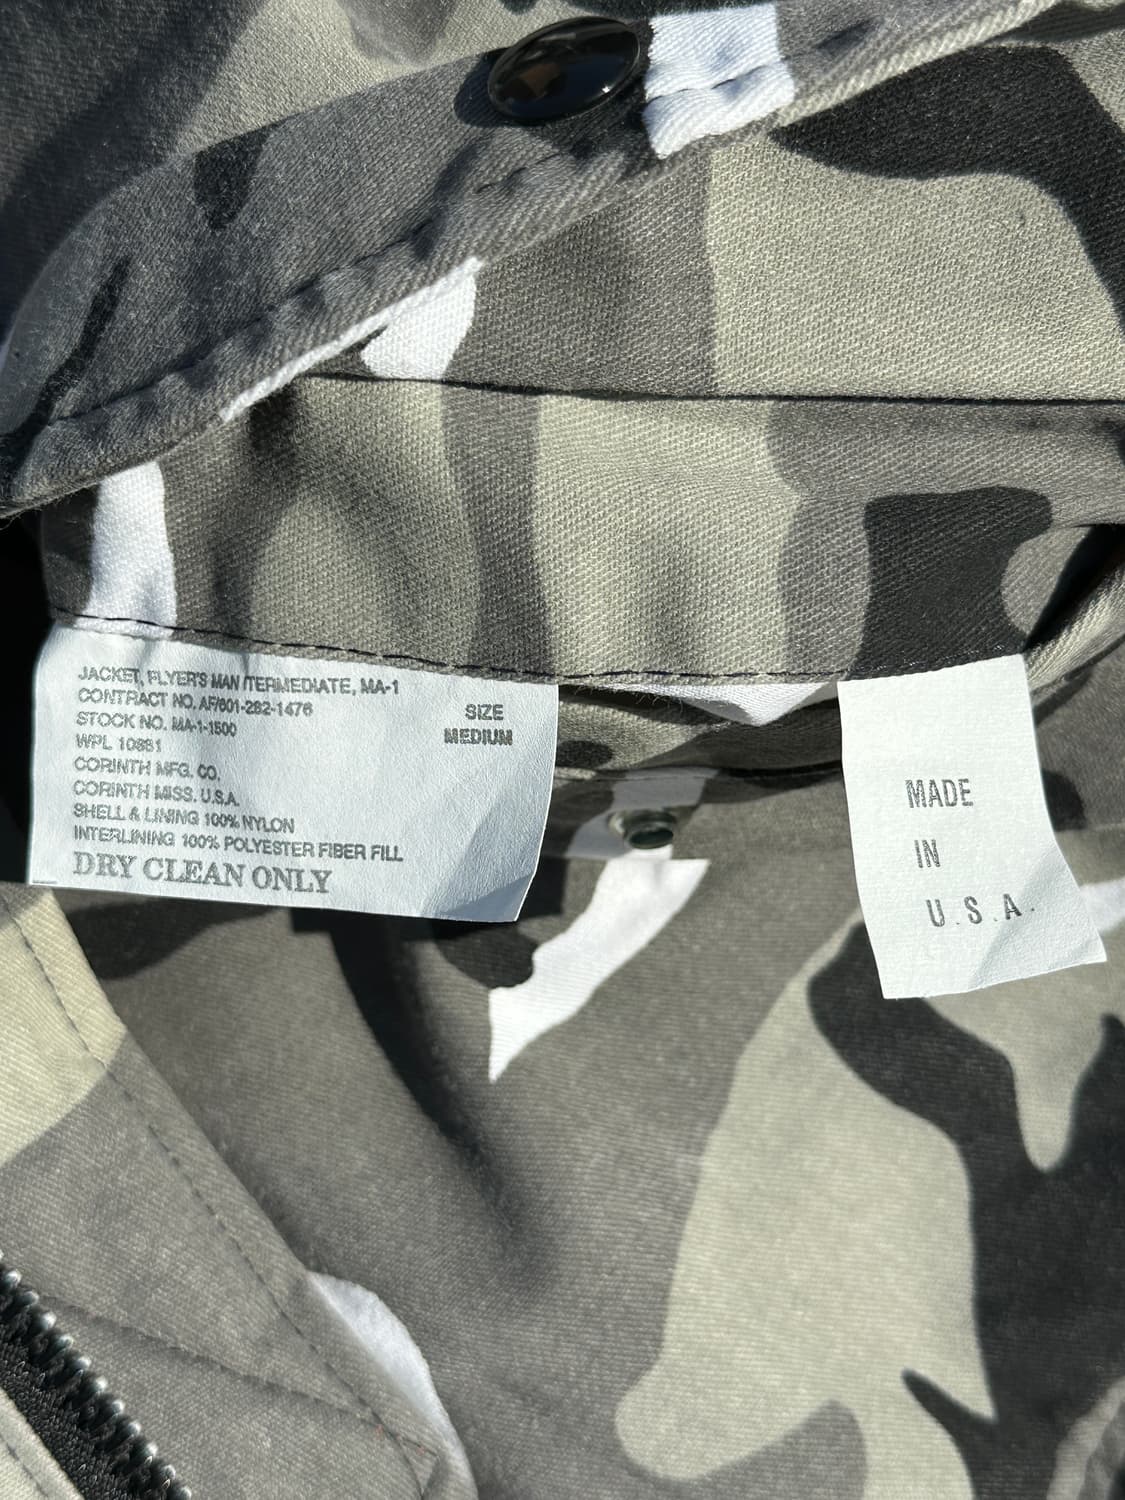 JACKET, FLYER'S MAN /TERMEDIATE, MA-1
CONTRACT NO. AF/601-282-1476
STOCK NO. MA-1-1500
WPL 10881
CORINTH MFG. CO.
CORINTH MISS. U.S.A.
SHELL & LINING 100% NYLON
INTERLINING 100% POLYESTER FIBER FILL
DRY CLEAN ONLY
SIZE
MEDIUM
MADE
IN
U.S.A.